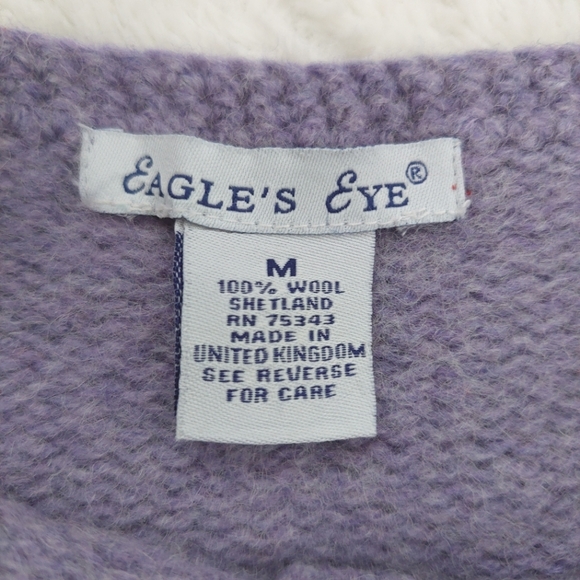 EAGLE'S EYE®
M
100% WOOL
SHETLAND
RN 75343
MADE IN
UNITED KINGDOM
SEE REVERSE
FOR CARE